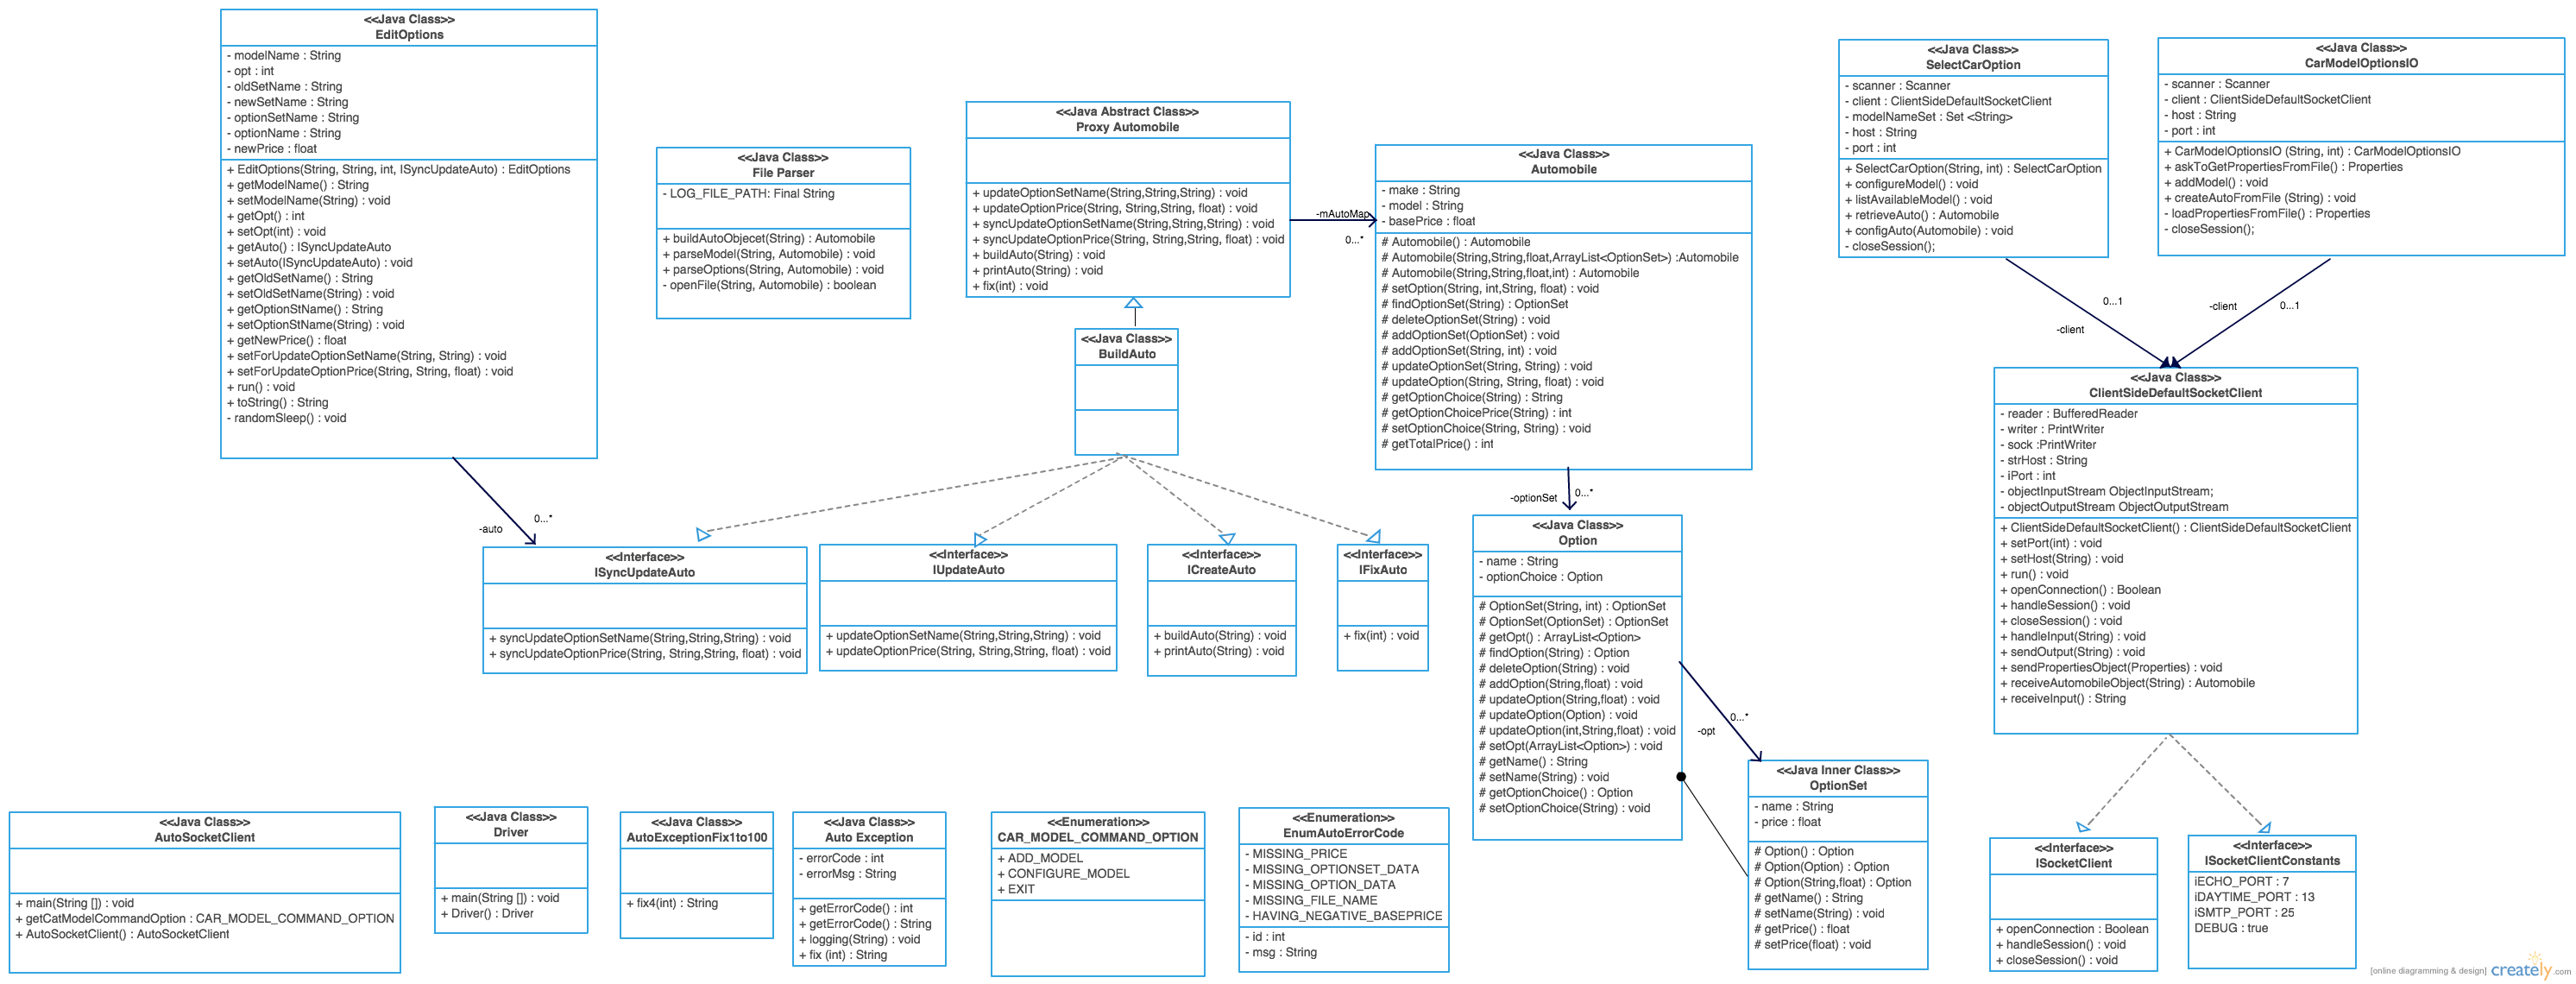 <<Java Class>>
EditOptions
- modelName : String
- opt : int
- oldSetName : String
- newSetName : String
- optionSetName : String
- optionName : String
- newPrice : float
+ EditOptions(String, String, int, ISyncUpdateAuto) : EditOptions
+ getModelName() : String
+ setModelName(String) : void
+ getOpt() : int
+ setOpt(int) : void
+ getAuto() : ISyncUpdateAuto
+ setAuto(ISyncUpdateAuto) : void
+ getOldSetName() : String
+ setOldSetName(String) : void
+ getOptionStName() : String
+ setOptionStName(String) : void
+ getNewPrice() : float
+ setForUpdateOptionSetName(String, String) : void
+ setForUpdateOptionPrice(String, String, float) : void
+ run() : void
+ toString() : String
- randomSleep() : void
-auto
0...*
<<Java Class>>
File Parser
- LOG_FILE_PATH: Final String
+ buildAutoObjecet(String) : Automobile
+ parseModel(String, Automobile) : void
+ parseOptions(String, Automobile) : void
- openFile(String, Automobile) : boolean
<<Java Abstract Class>>
Proxy Automobile
+ updateOptionSetName(String,String,String) : void
+ updateOptionPrice(String, String,String, float) : void
+ syncUpdateOptionSetName(String,String,String) : void
+ syncUpdateOptionPrice(String, String,String, float) : void
+ buildAuto(String) : void
+ printAuto(String) : void
+ fix(int) : void
-mAutoMap
0...*
<<Java Class>>
BuildAuto
<<Java Class>>
Automobile
- make : String
- model : String
- basePrice : float
# Automobile() : Automobile
# Automobile(String,String,float,ArrayList<OptionSet>) :Automobile
# Automobile(String,String,float,int) : Automobile
# setOption(String, int,String, float) : void
# findOptionSet(String) : OptionSet
# deleteOptionSet(String) : void
# addOptionSet(OptionSet) : void
# addOptionSet(String, int) : void
# updateOptionSet(String, String) : void
# updateOption(String, String, float) : void
# getOptionChoice(String) : String
# getOptionChoicePrice(String) : int
# setOptionChoice(String, String) : void
# getTotalPrice() : int
-optionSet
0...*
<<Java Class>>
SelectCarOption
- scanner : Scanner
- client : ClientSideDefaultSocketClient
- modelNameSet : Set <String>
- host : String
- port : int
+ SelectCarOption(String, int) : SelectCarOption
+ configureModel() : void
+ listAvailableModel() : void
+ retrieveAuto() : Automobile
+ configAuto(Automobile) : void
- closeSession();
0...1
-client
<<Java Class>>
CarModelOptionsIO
- scanner : Scanner
- client : ClientSideDefaultSocketClient
- host : String
- port : int
+ CarModelOptionsIO (String, int) : CarModelOptionsIO
+ askToGetPropertiesFromFile() : Properties
+ addModel() : void
+ createAutoFromFile (String) : void
- loadPropertiesFromFile() : Properties
- closeSession();
-client
0...1
<<Java Class>>
ClientSideDefaultSocketClient
- reader : BufferedReader
- writer : PrintWriter
- sock :PrintWriter
- strHost : String
- iPort : int
- objectInputStream ObjectInputStream;
- objectOutputStream ObjectOutputStream
+ ClientSideDefaultSocketClient() : ClientSideDefaultSocketClient
+ setPort(int) : void
+ setHost(String) : void
+ run() : void
+ openConnection() : Boolean
+ handleSession() : void
+ closeSession() : void
+ handleInput(String) : void
+ sendOutput(String) : void
+ sendPropertiesObject(Properties) : void
+ receiveAutomobileObject(String) : Automobile
+ receiveInput() : String
<<Interface>>
ISyncUpdateAuto
+ syncUpdateOptionSetName(String,String,String) : void
+ syncUpdateOptionPrice(String, String,String, float) : void
<<Interface>>
IUpdateAuto
+ updateOptionSetName(String,String,String) : void
+ updateOptionPrice(String, String,String, float) : void
<<Interface>>
ICreateAuto
+ buildAuto(String) : void
+ printAuto(String) : void
<<Interface>>
IFixAuto
+ fix(int) : void
<<Java Class>>
Option
- name : String
- optionChoice : Option
# OptionSet(String, int) : OptionSet
# OptionSet(OptionSet) : OptionSet
# getOpt() : ArrayList<Option>
# findOption(String) : Option
# deleteOption(String) : void
# addOption(String,float) : void
# updateOption(String,float) : void
# updateOption(Option) : void
# updateOption(int,String,float) : void
# setOpt(ArrayList<Option>) : void
# getName() : String
# setName(String) : void
# getOptionChoice() : Option
# setOptionChoice(String) : void
0...*
-opt
<<Java Inner Class>>
OptionSet
- name : String
- price : float
# Option() : Option
# Option(Option) : Option
# Option(String,float) : Option
# getName() : String
# setName(String) : void
# getPrice() : float
# setPrice(float) : void
<<Java Class>>
AutoSocketClient
+ main(String []) : void
+ getCatModelCommandOption : CAR_MODEL_COMMAND_OPTION
+ AutoSocketClient() : AutoSocketClient
<<Java Class>>
Driver
+ main(String []) : void
+ Driver() : Driver
<<Java Class>>
AutoExceptionFix1to100
+ fix4(int) : String
<<Java Class>>
Auto Exception
- errorCode : int
- errorMsg : String
+ getErrorCode() : int
+ getErrorCode() : String
+ logging(String) : void
+ fix (int) : String
<<Enumeration>>
CAR_MODEL_COMMAND_OPTION
+ ADD_MODEL
+ CONFIGURE_MODEL
+ EXIT
<<Enumeration>>
EnumAutoErrorCode
- MISSING_PRICE
- MISSING_OPTIONSET_DATA
- MISSING_OPTION_DATA
- MISSING_FILE_NAME
- HAVING_NEGATIVE_BASEPRICE
- id : int
- msg : String
<<Interface>>
ISocketClient
+ openConnection : Boolean
+ handleSession() : void
+ closeSession() : void
<<Interface>>
ISocketClientConstants
iECHO_PORT : 7
iDAYTIME_PORT : 13
iSMTP_PORT : 25
DEBUG : true
[online diagramming & design] creately.com